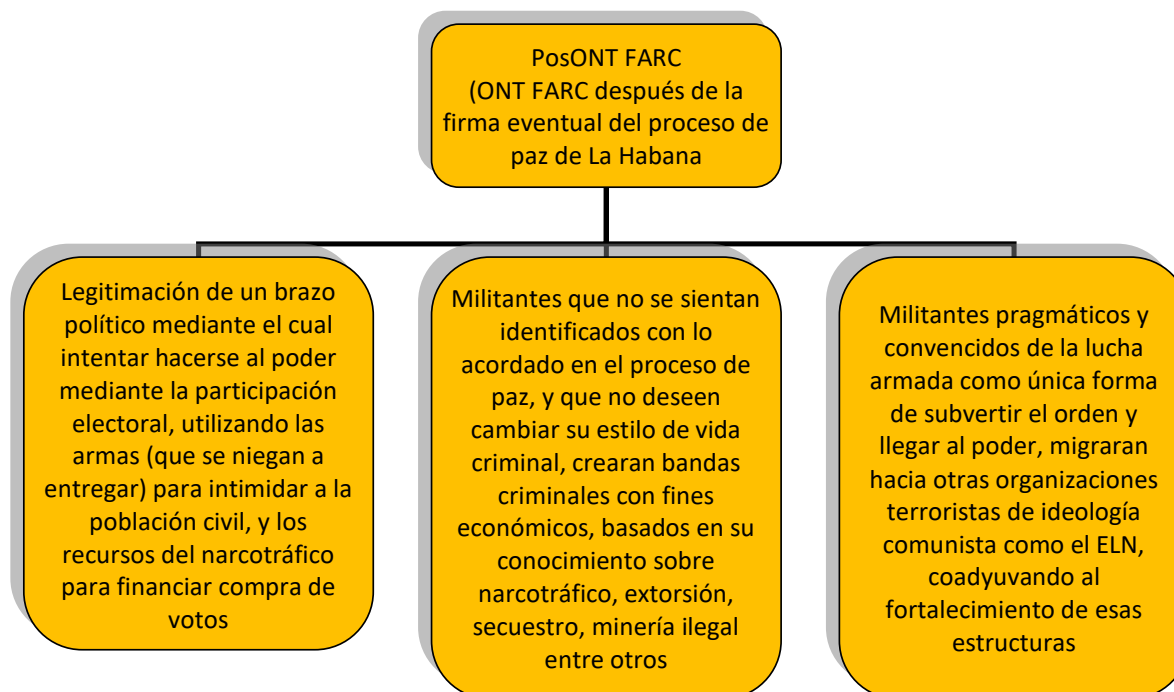 PosONT FARC
(ONT FARC después de la
firma eventual del proceso de
paz de La Habana
Legitimación de un brazo
político mediante el cual
intentar hacerse al poder
mediante la participación
electoral, utilizando las
armas (que se niegan a
entregar) para intimidar a la
población civil, y los
recursos del narcotráfico
para financiar compra de
votos
Militantes que no se sientan
identificados con lo
acordado en el proceso de
paz, y que no deseen
cambiar su estilo de vida
criminal, crearan bandas
criminales con fines
económicos, basados en su
conocimiento sobre
narcotráfico, extorsión,
secuestro, minería ilegal
entre otros
Militantes pragmáticos y
convencidos de la lucha
armada como única forma
de subvertir el orden y
llegar al poder, migraran
hacia otras organizaciones
terroristas de ideología
comunista como el ELN,
coadyuvando al
fortalecimiento de esas
estructuras